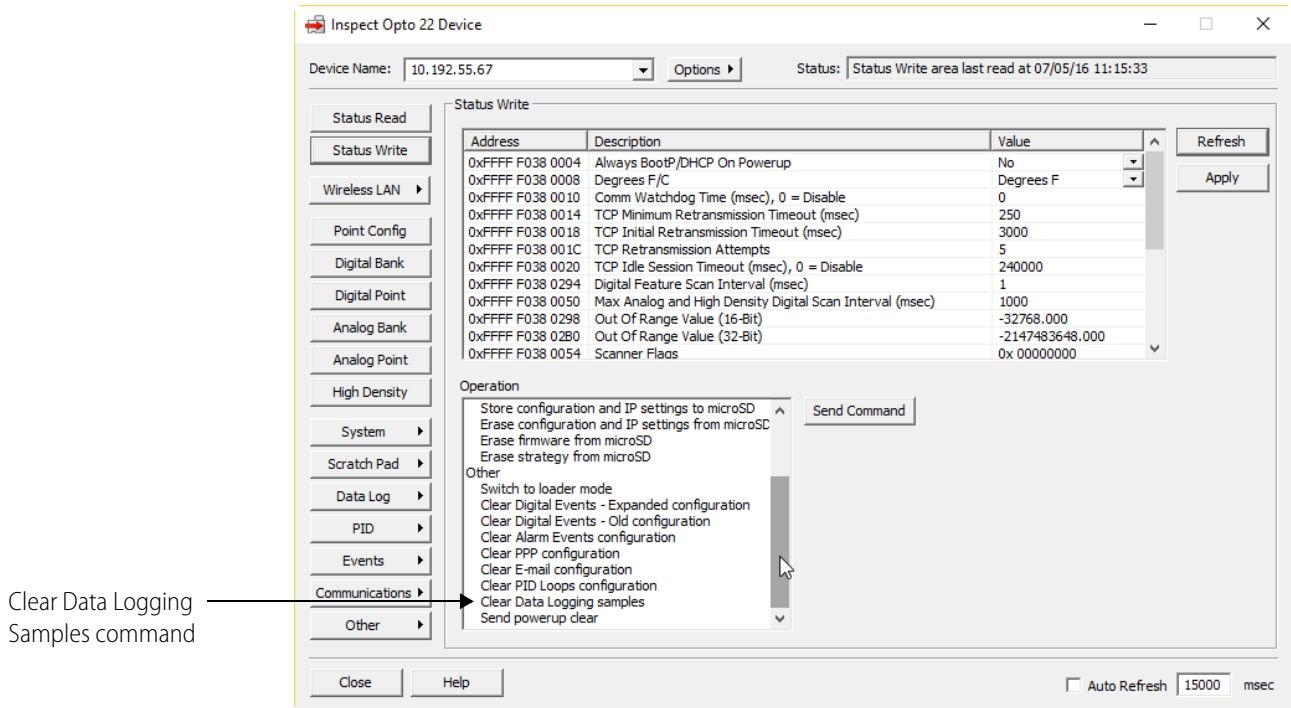 Inspect Opto 22 Device
Device Name: 10.192.55.67 Options Status: Status Write area last read at 07/05/16 11:15:33
Status Read
Status Write
Wireless LAN
Point Config
Digital Bank
Digital Point
Analog Bank
Analog Point
High Density
System
Scratch Pad
Data Log
PID
Events
Communications
Other
Status Write
Address Description Value
0xFFFF F038 0004 Always BootP/DHCP On Powerup No
0xFFFF F038 0008 Degrees F/C Degrees F
0xFFFF F038 0010 Comm Watchdog Time (msec), 0 = Disable 0
0xFFFF F038 0014 TCP Minimum Retransmission Timeout (msec) 250
0xFFFF F038 0018 TCP Initial Retransmission Timeout (msec) 3000
0xFFFF F038 001C TCP Retransmission Attempts 5
0xFFFF F038 0020 TCP Idle Session Timeout (msec), 0 = Disable 240000
0xFFFF F038 0294 Digital Feature Scan Interval (msec) 1
0xFFFF F038 0050 Max Analog and High Density Digital Scan Interval (msec) 1000
0xFFFF F038 0298 Out Of Range Value (16-Bit) -32768.000
0xFFFF F038 02B0 Out Of Range Value (32-Bit) -2147483648.000
0xFFFF F038 0054 Scanner Flags 0x 00000000
Refresh
Apply
Operation
Store configuration and IP settings to microSD
Erase configuration and IP settings from microSD
Erase firmware from microSD
Erase strategy from microSD
Other
Switch to loader mode
Clear Digital Events - Expanded configuration
Clear Digital Events - Old configuration
Clear Alarm Events configuration
Clear PPP configuration
Clear E-mail configuration
Clear PID Loops configuration
Clear Data Logging samples
Send powerup clear
Send Command
Clear Data Logging
Samples command
Close Help Auto Refresh 15000 msec